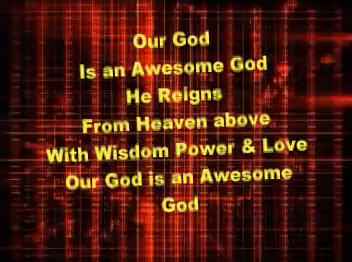 Our God
Is an Awesome God
He Reigns
From Heaven above
With Wisdom Power & Love
Our God is an Awesome
God